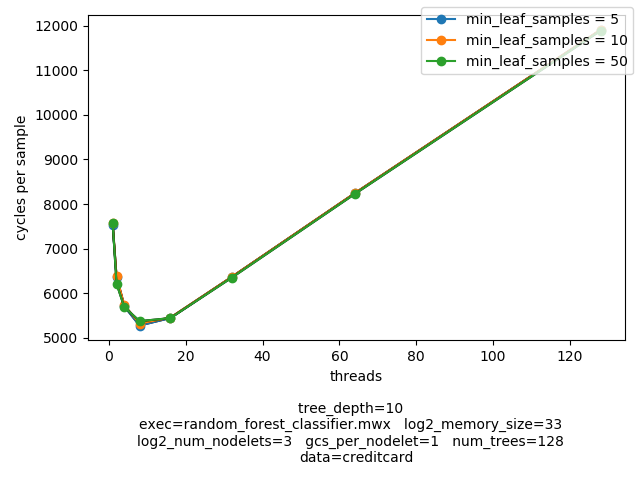 min_leaf_samples = 5
min_leaf_samples = 10
min_leaf_samples = 50
12000
11000
10000
9000
8000
7000
6000
5000
cycles per sample
0 20 40 60 80 100 120
threads
tree_depth=10
exec=random_forest_classifier.mwx log2_memory_size=33
log2_num_nodelets=3 gcs_per_nodelet=1 num_trees=128
data=creditcard